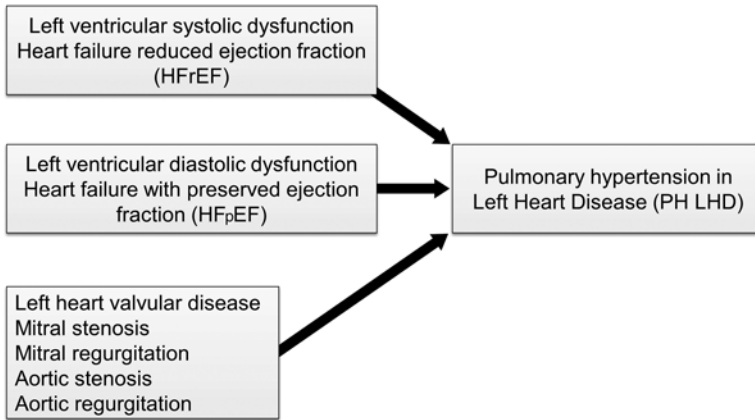 Left ventricular systolic dysfunction
Heart failure reduced ejection fraction
(HFrEF)
Left ventricular diastolic dysfunction
Heart failure with preserved ejection
fraction (HFpEF)
Pulmonary hypertension in
Left Heart Disease (PH LHD)
Left heart valvular disease
Mitral stenosis
Mitral regurgitation
Aortic stenosis
Aortic regurgitation